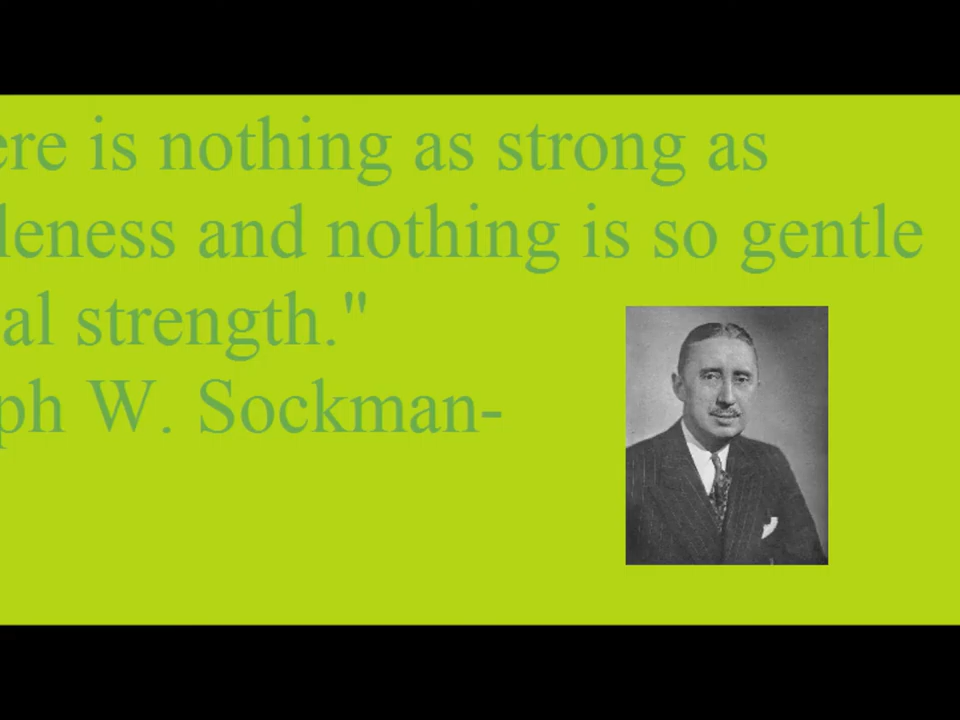 ere is nothing as strong as
leness and nothing is so gentle
al strength."
ph W. Sockman-